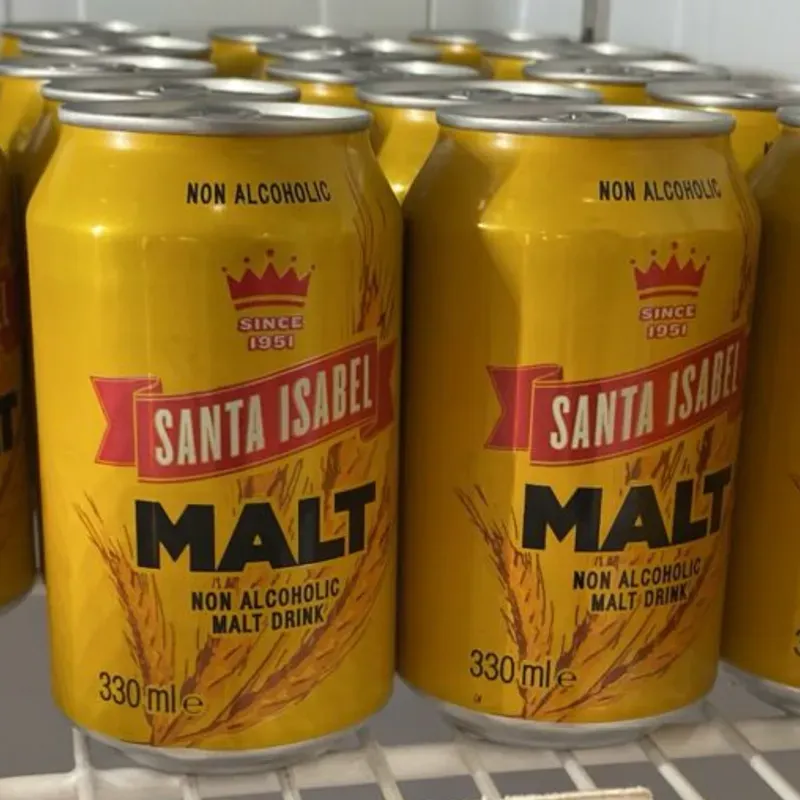 NON ALCOHOLIC
SINCE
1951
SANTA ISABEL
MALT
NON ALCOHOLIC
MALT DRINK
330 ml e
NON ALCOHOLIC
SINCE
1951
SANTA ISABEL
MALT
NON ALCOHOLIC
MALT DRINK
330 ml e